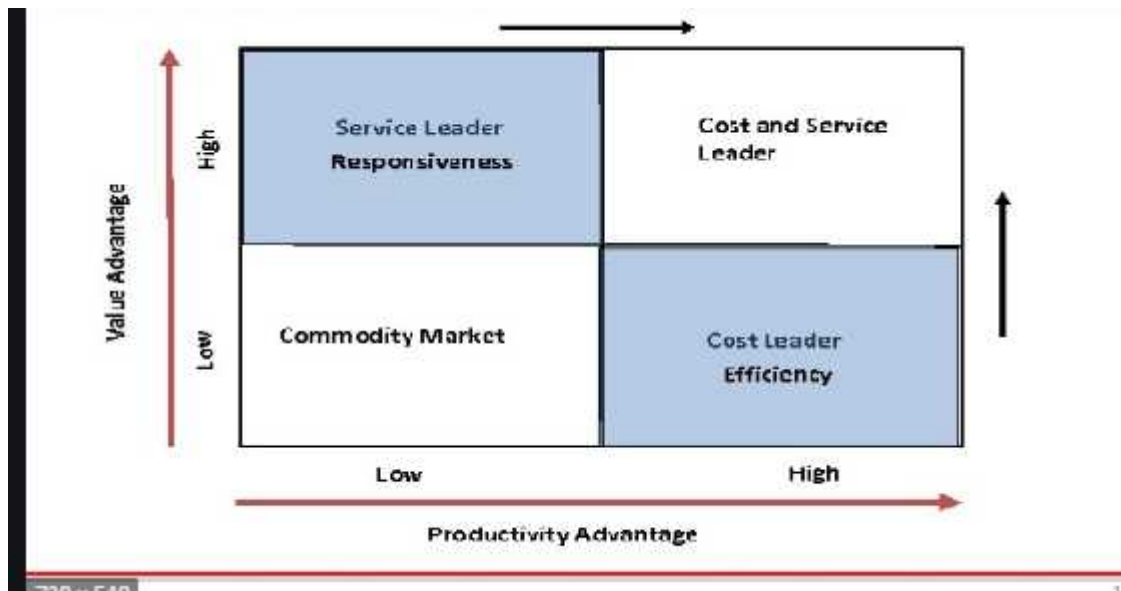 High
Service Leader
Responsiveness
Cost and Service
Leader
Value Advantage
Low
Commodity Market
Cost Leader
Efficiency
Low
High
Productivity Advantage